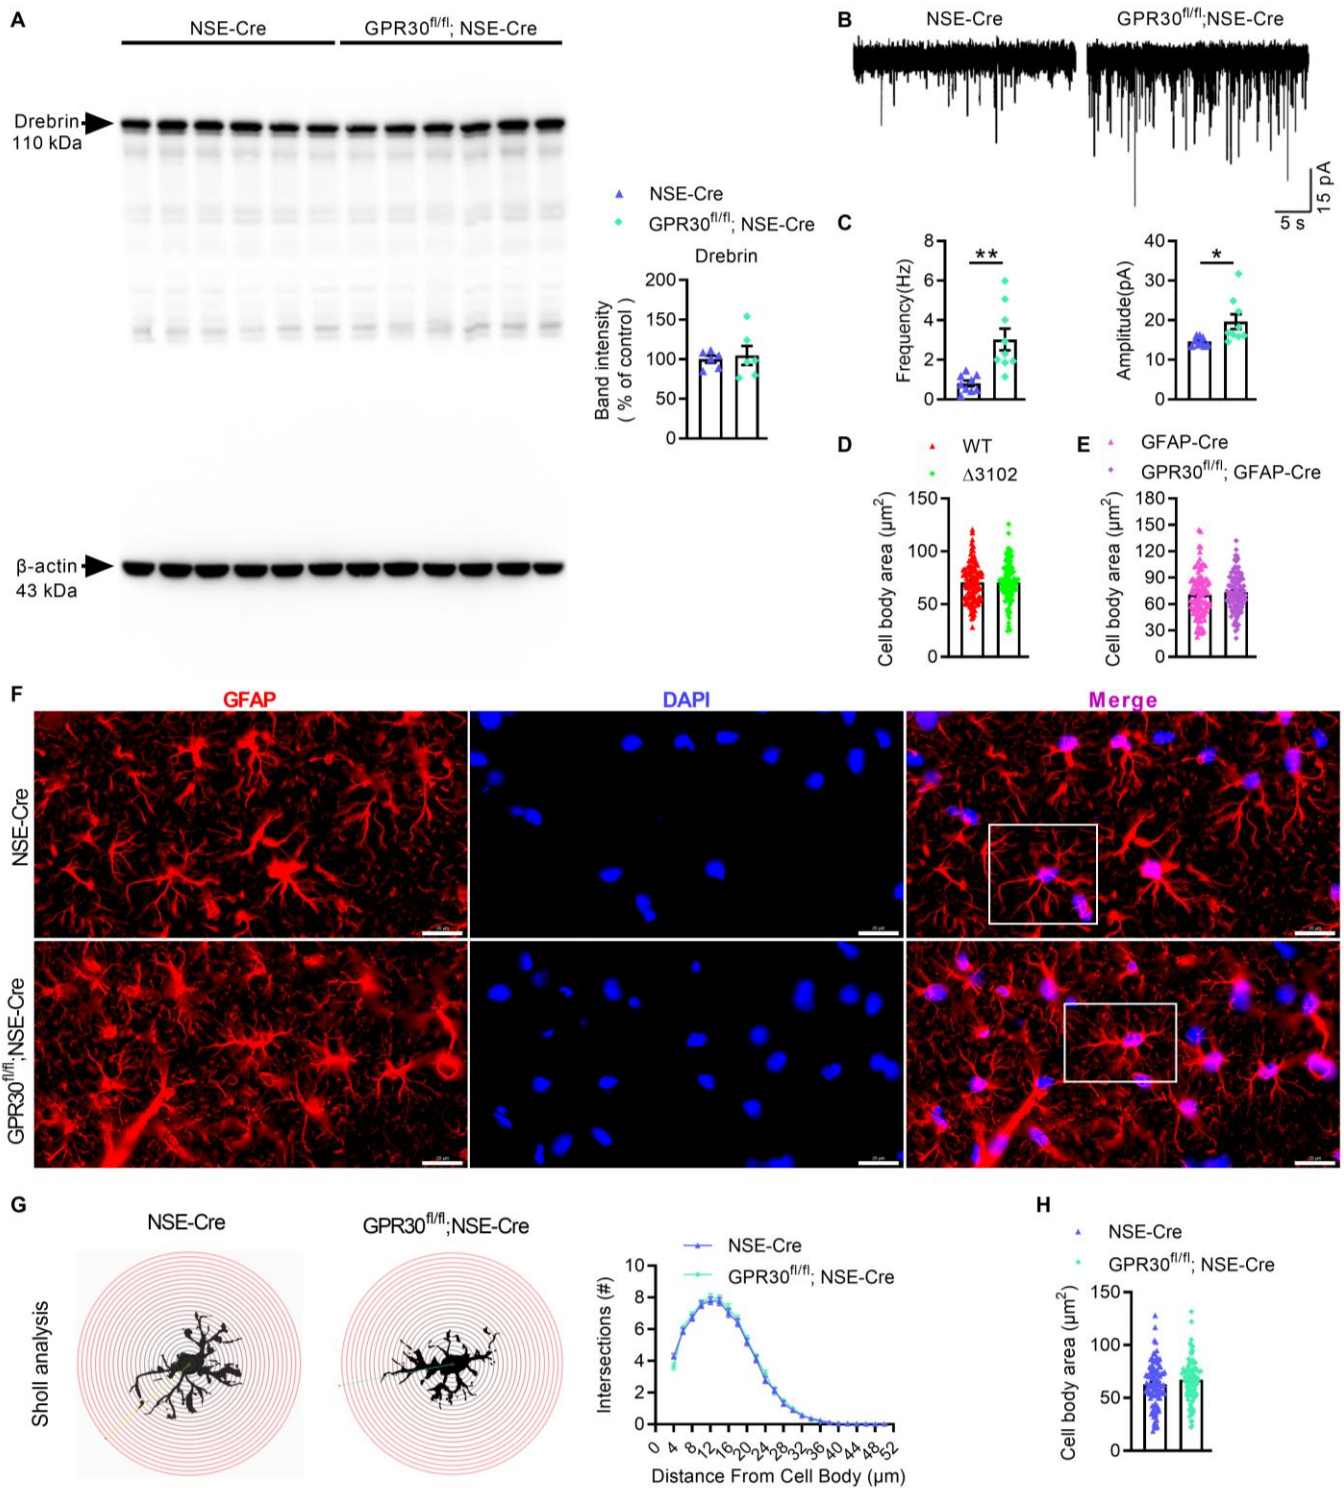 A
NSE-Cre
GPR30fl/fl; NSE-Cre
Drebrin
110 kDa
β-actin
43 kDa
NSE-Cre
GPR30fl/fl; NSE-Cre
Drebrin
Band intensity
( % of control )
200
150
100
50
0
B
NSE-Cre
GPR30fl/fl;NSE-Cre
15 pA
5 s
C
Frequency(Hz)
8
6
4
2
0
**
Amplitude(pA)
40
30
20
10
0
*
D
WT
Δ3102
Cell body area (µm2)
150
100
50
0
E
GFAP-Cre
GPR30fl/fl; GFAP-Cre
Cell body area (µm2)
180
150
120
90
60
30
0
F
GFAP
DAPI
Merge
NSE-Cre
GPR30fl/fl;NSE-Cre
G
NSE-Cre
GPR30fl/fl;NSE-Cre
Sholl analysis
NSE-Cre
GPR30fl/fl; NSE-Cre
Intersections (#)
10
8
6
4
2
0
0 4 8 12 16 20 24 28 32 36 40 44 48 52
Distance From Cell Body (µm)
H
NSE-Cre
GPR30fl/fl; NSE-Cre
Cell body area (µm2)
150
100
50
0